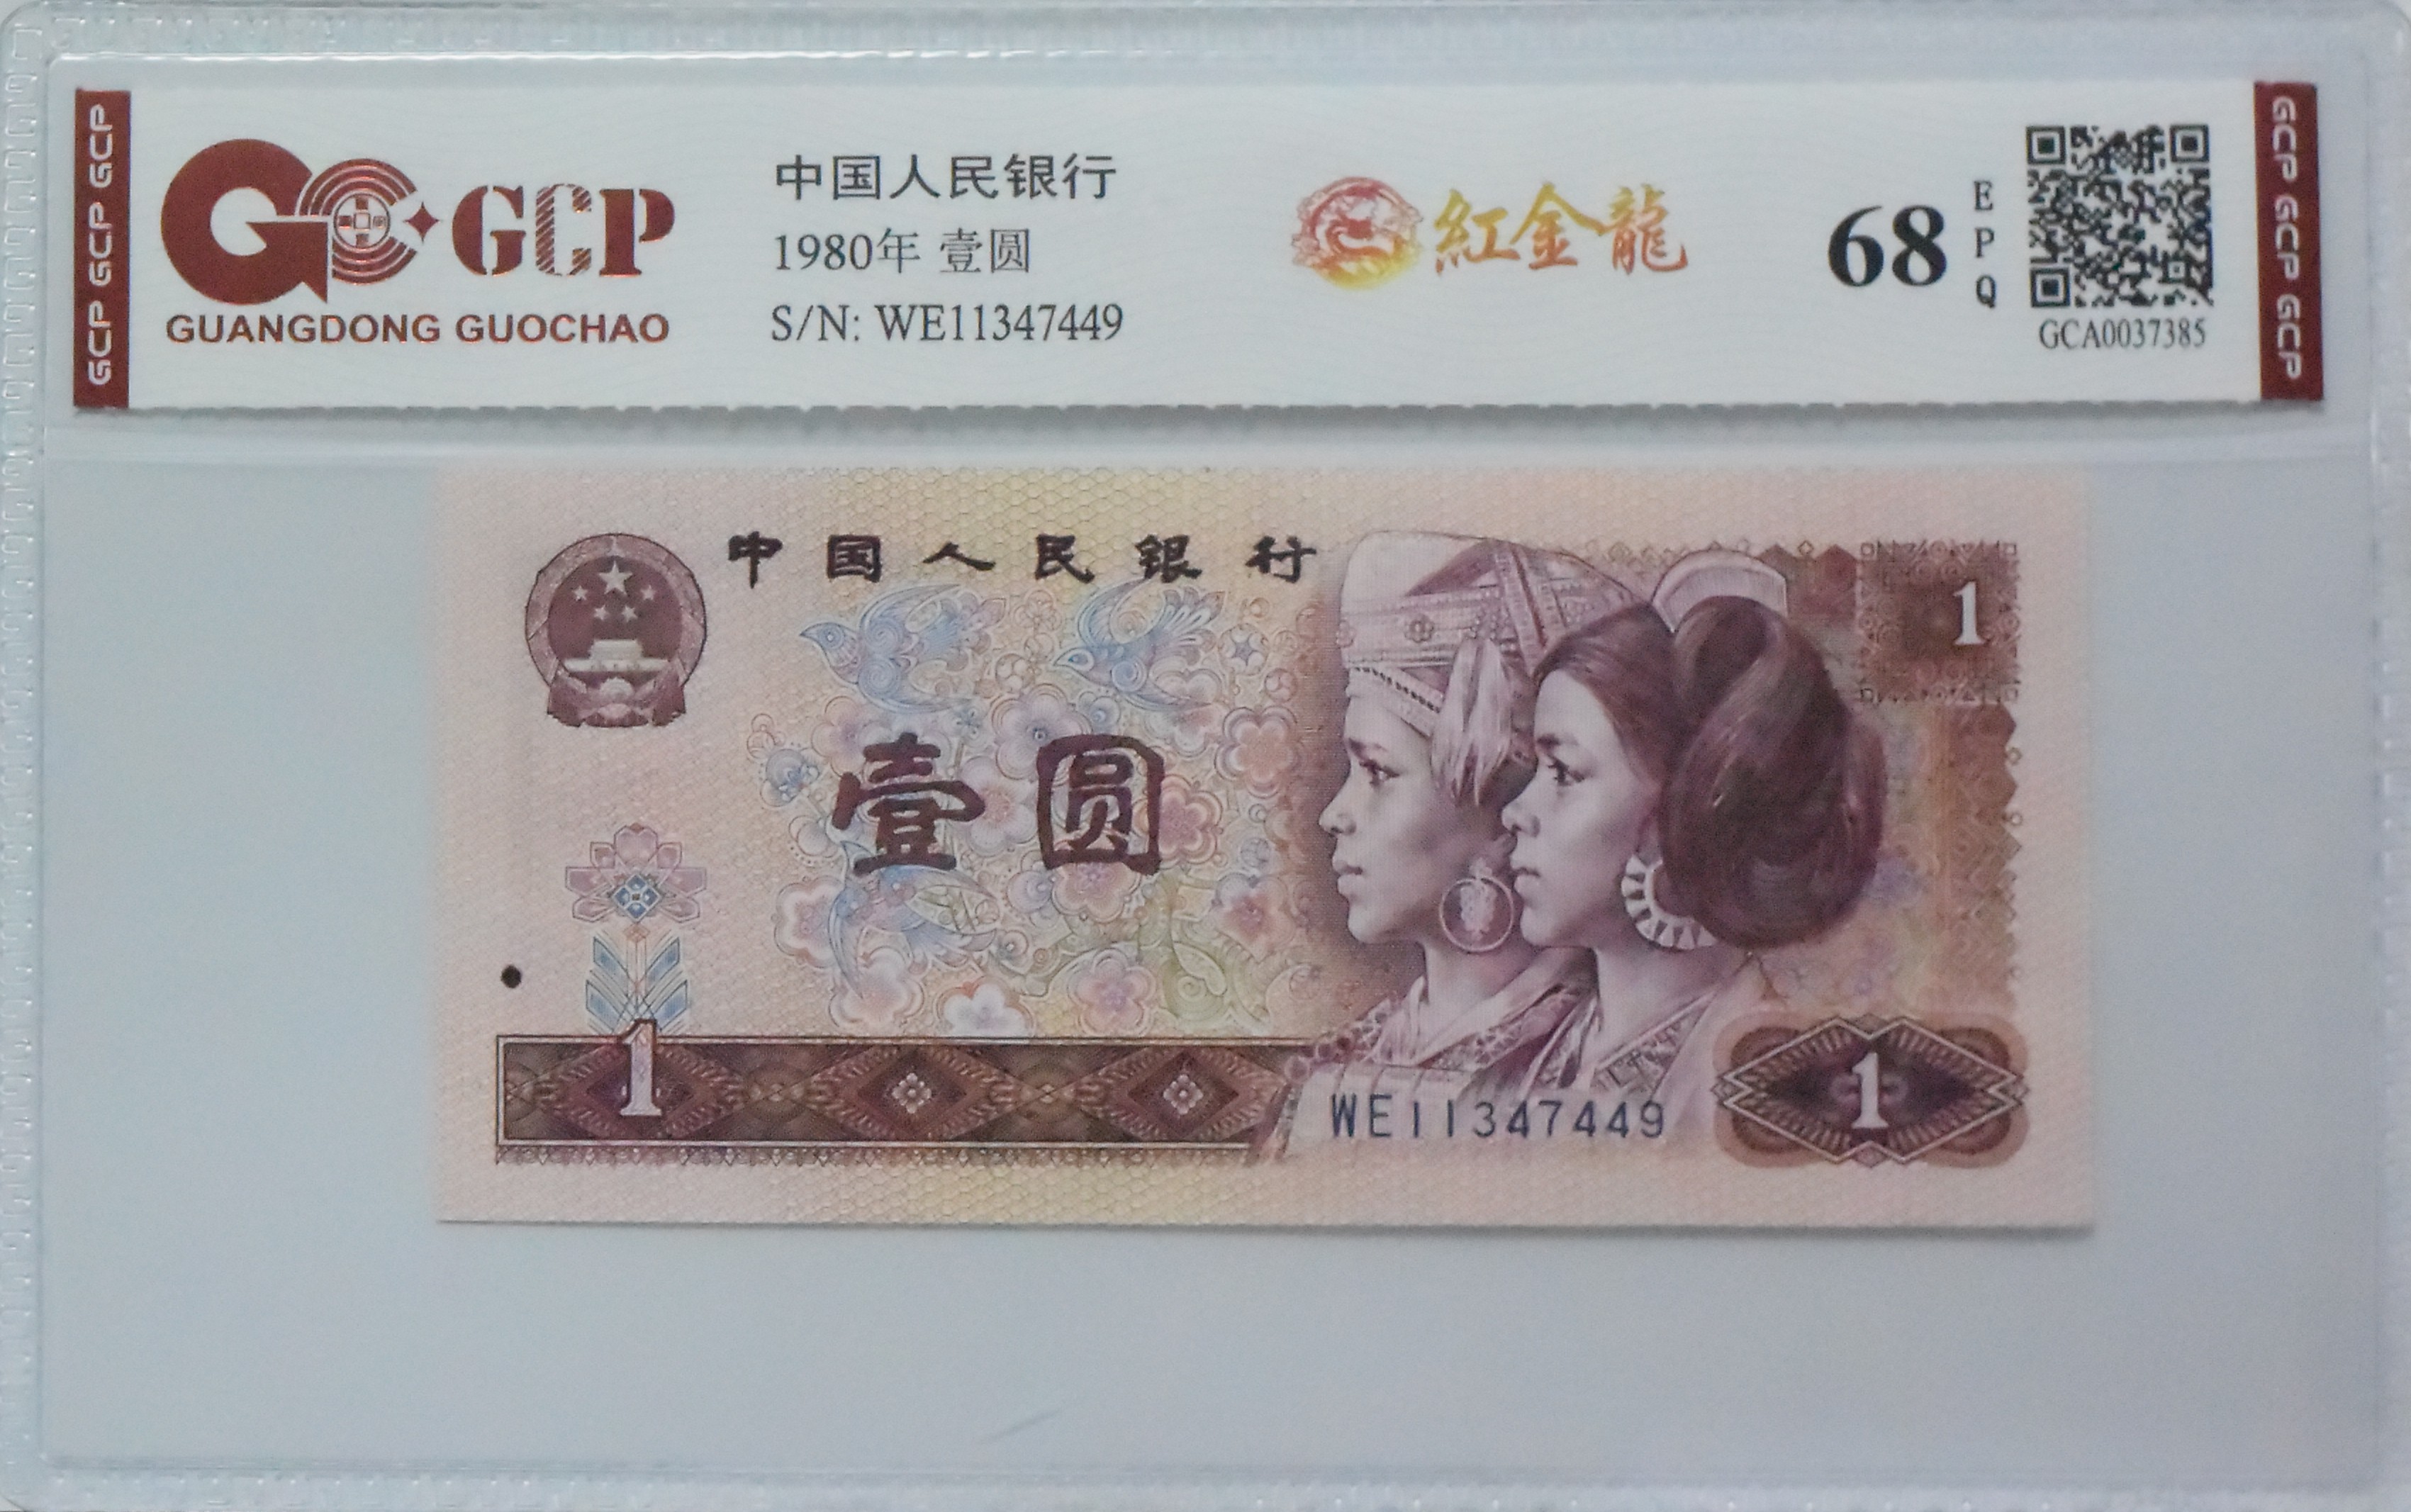 GCP GCP GCP
GCP
GUANGDONG GUOCHAO
中国人民银行
1980年 壹圆
S/N: WE11347449
紅金龍
68
EPQ
GCA0037385
GCP GCP GCP
中国人民银行
1
壹圆
1
WE11347449
1